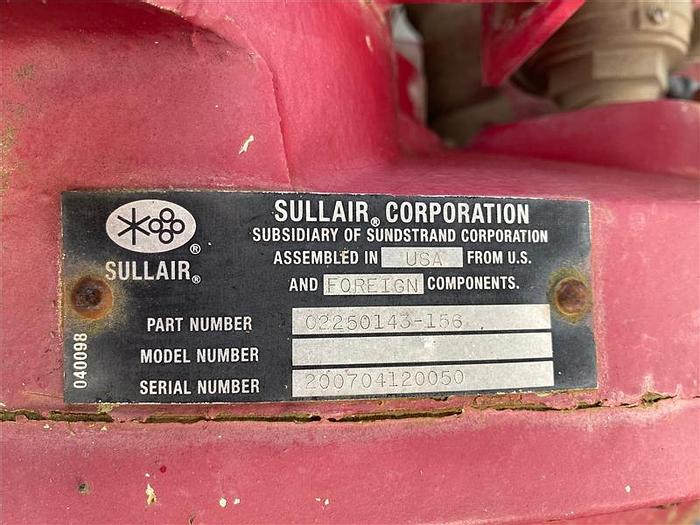 SULLAIR® CORPORATION
SUBSIDIARY OF SUNDSTRAND CORPORATION
ASSEMBLED IN USA FROM U.S.
AND FOREIGN COMPONENTS.
®
SULLAIR®
PART NUMBER 02250143-156
MODEL NUMBER
SERIAL NUMBER 200704120050
040098